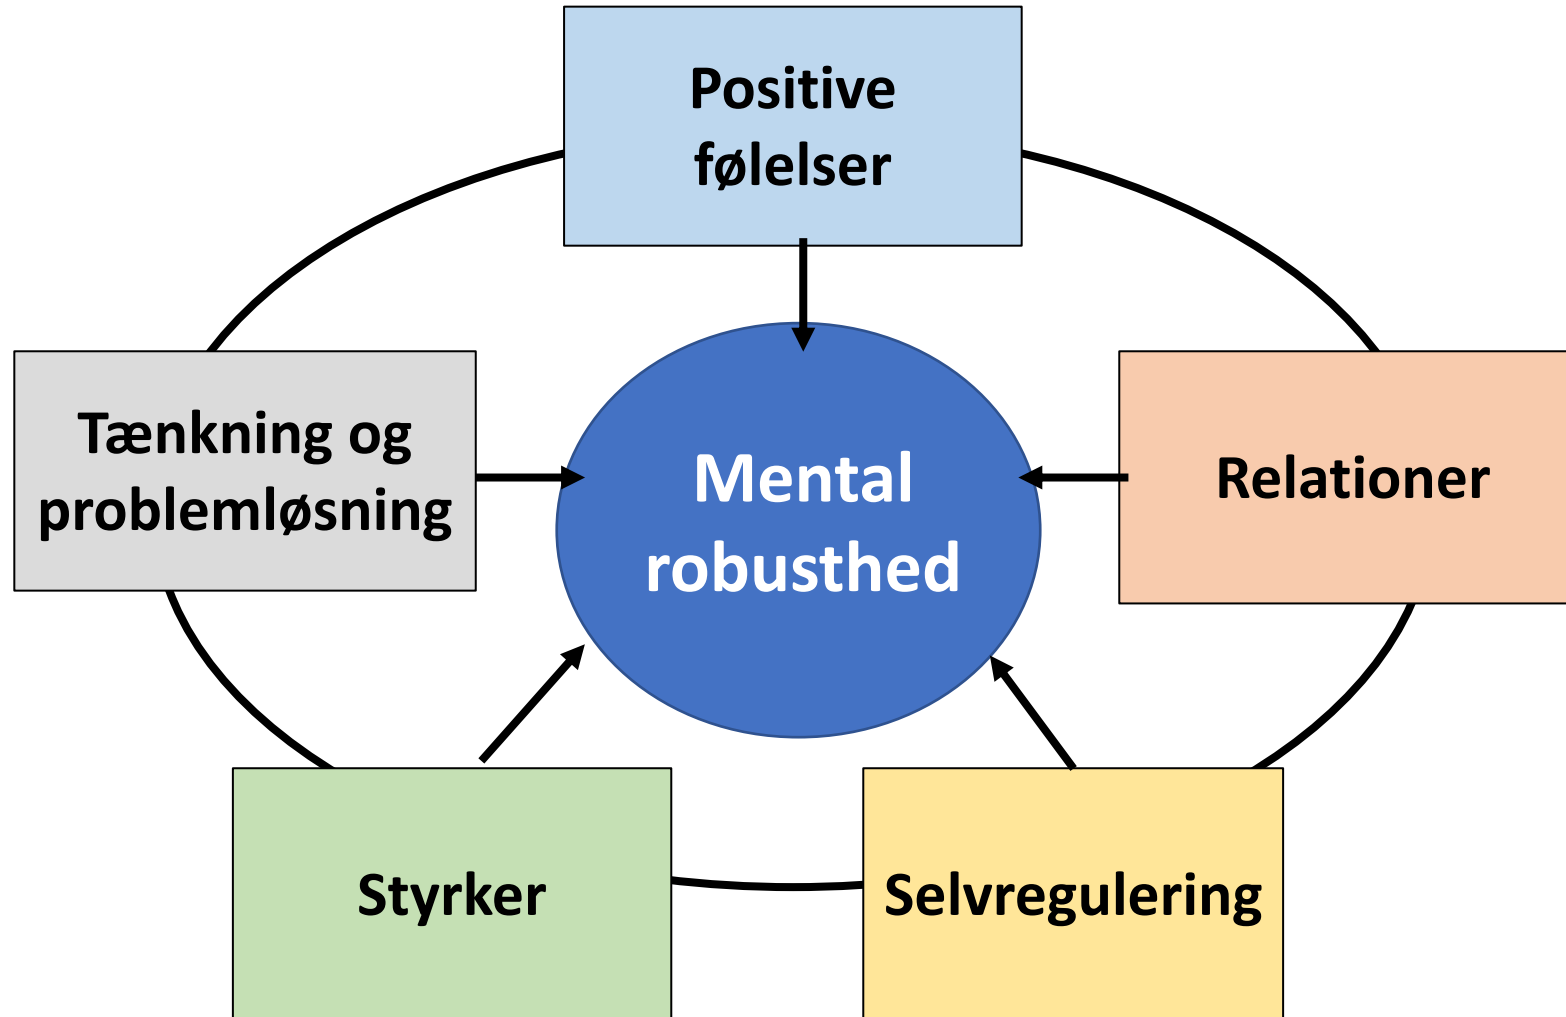 Positive
følelser
Tænkning og
problemløsning
Mental
robusthed
Relationer
Styrker
Selvregulering